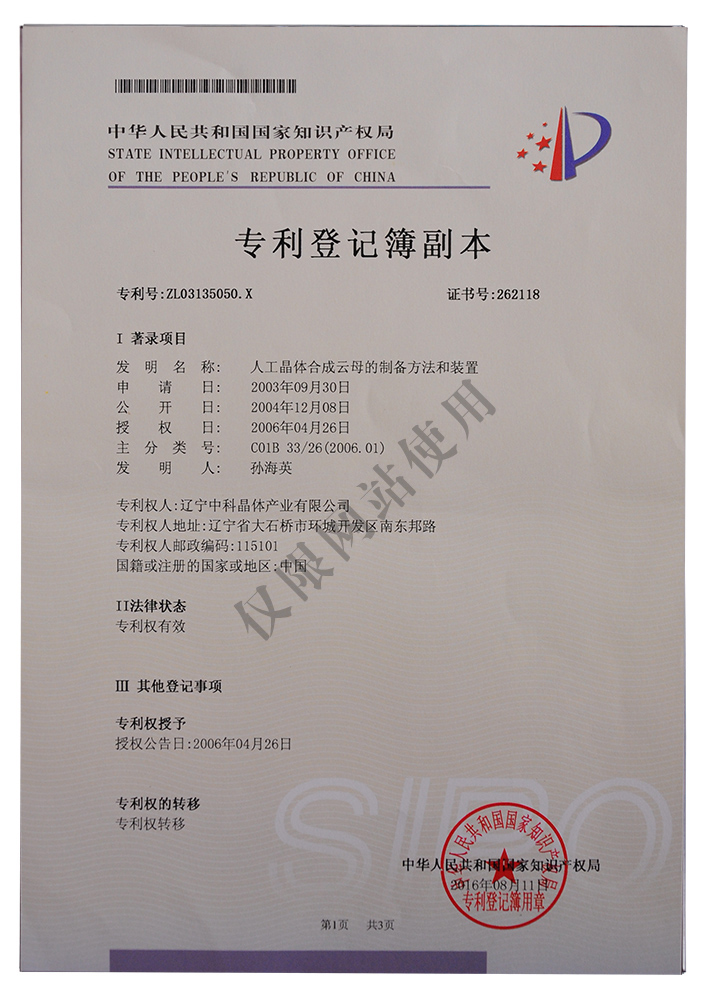 中华人民共和国国家知识产权局
STATE INTELLECTUAL PROPERTY OFFICE
OF THE PEOPLE'S REPUBLIC OF CHINA
专利登记簿副本
专利号:ZL03135050.X 证书号:262118
I 著录项目
发明名称: 人工晶体合成云母的制备方法和装置
申请日: 2003年09月30日
公开日: 2004年12月08日
授权日: 2006年04月26日
主分类号: C01B 33/26(2006.01)
发明人: 孙海英
专利权人:辽宁中科晶体产业有限公司
专利权人地址:辽宁省大石桥市环城开发区南东邦路
专利权人邮政编码:115101
国籍或注册的国家或地区:中国
II法律状态
专利权有效
III 其他登记事项
专利权授予
授权公告日:2006年04月26日
专利权的转移
专利权转移
中华人民共和国国家知识产权局
2016年08月11日
中华人民共和国国家知识产权局
专利登记簿用章
第1页 共3页
SIPO
仅限网站使用